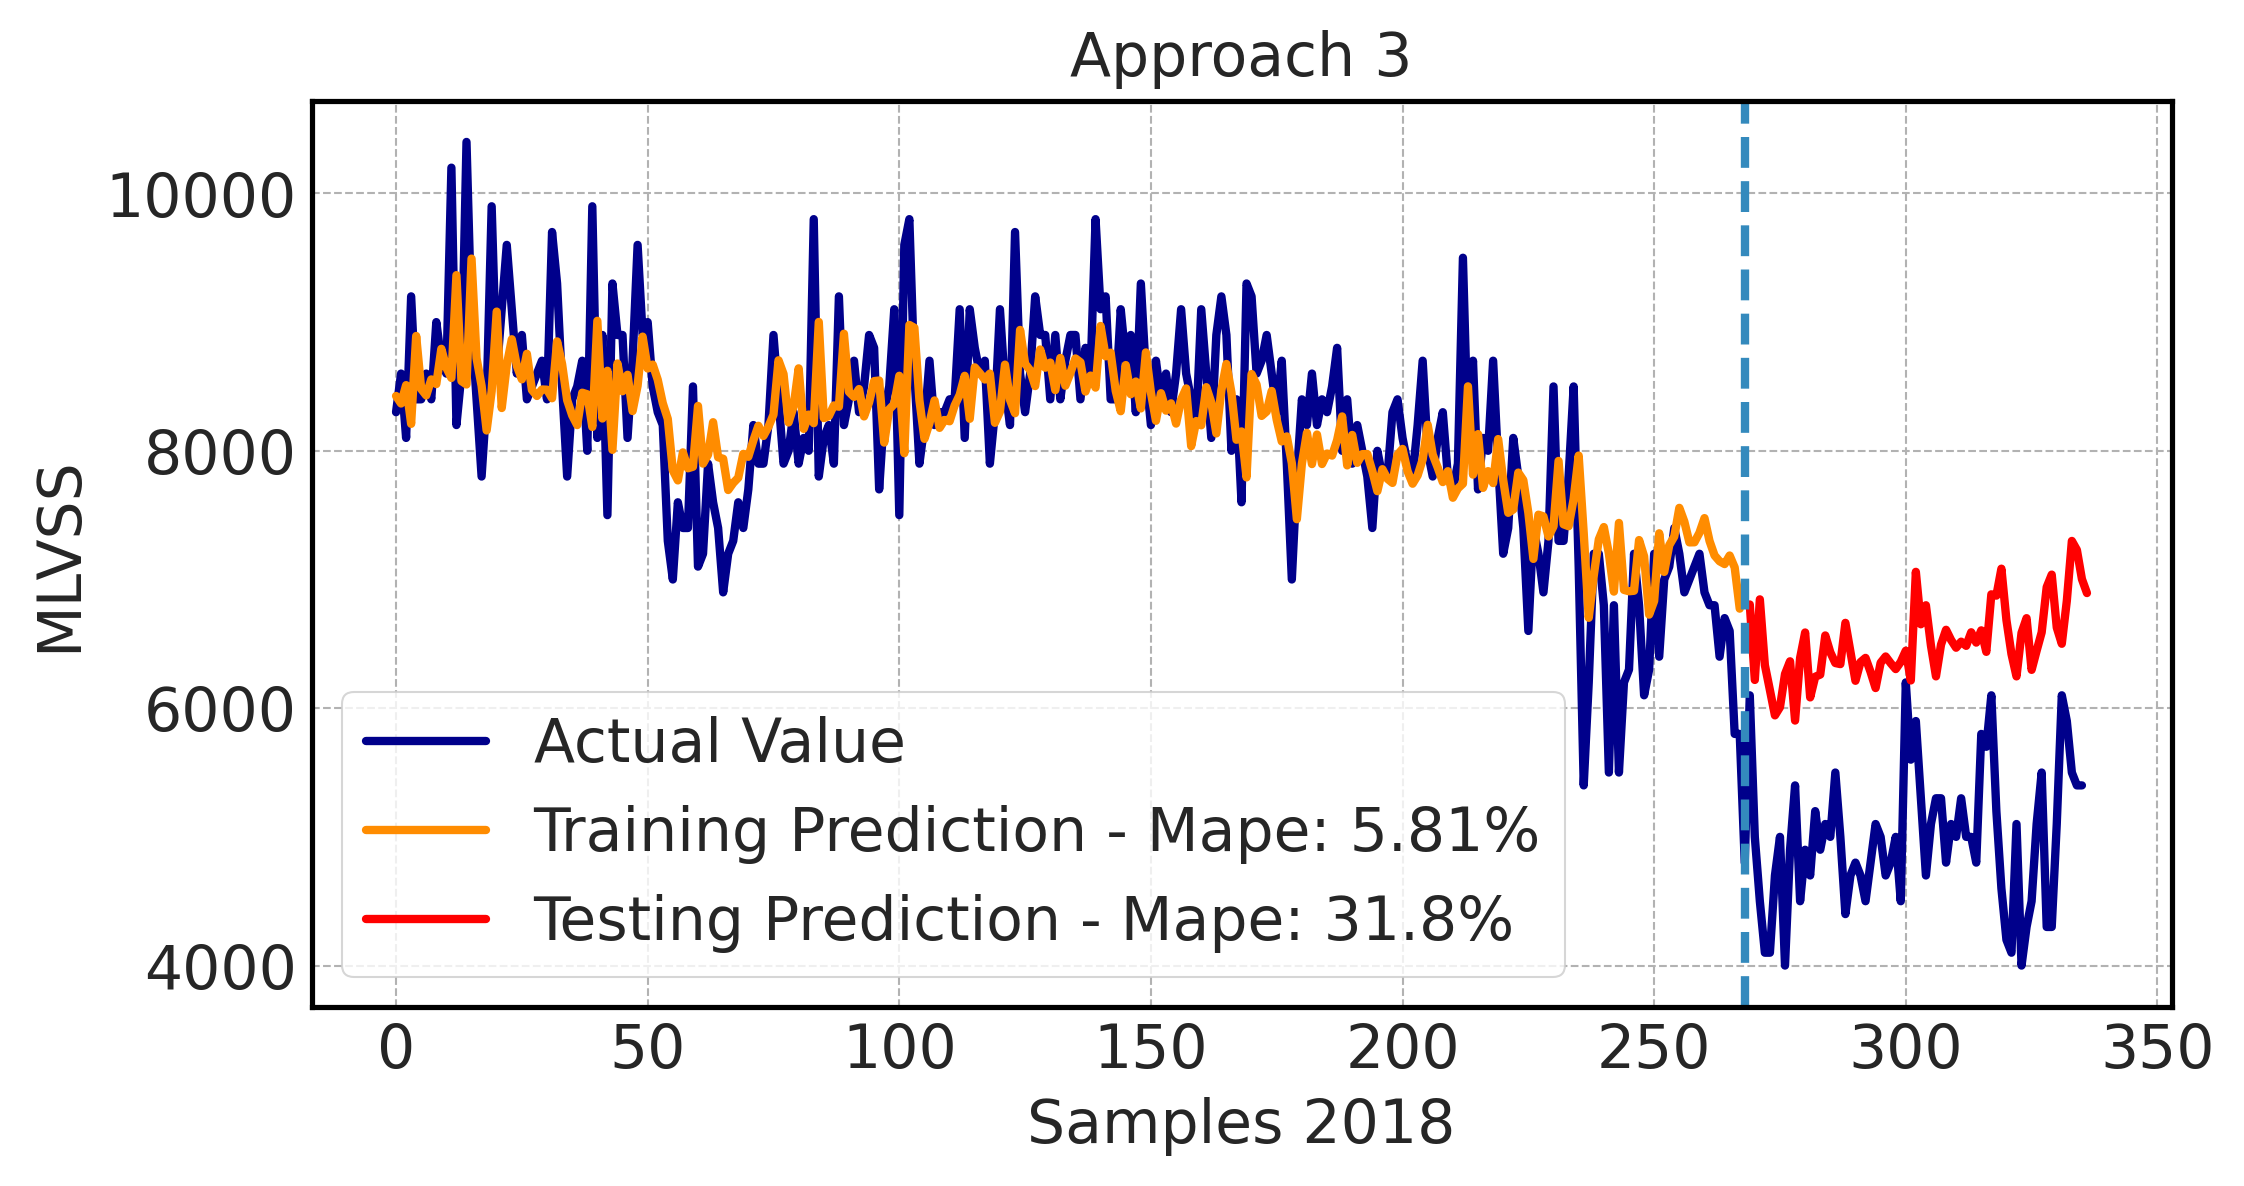 Approach 3
MLVSS
10000
8000
6000
4000
Actual Value
Training Prediction - Mape: 5.81%
Testing Prediction - Mape: 31.8%
0 50 100 150 200 250 300 350
Samples 2018